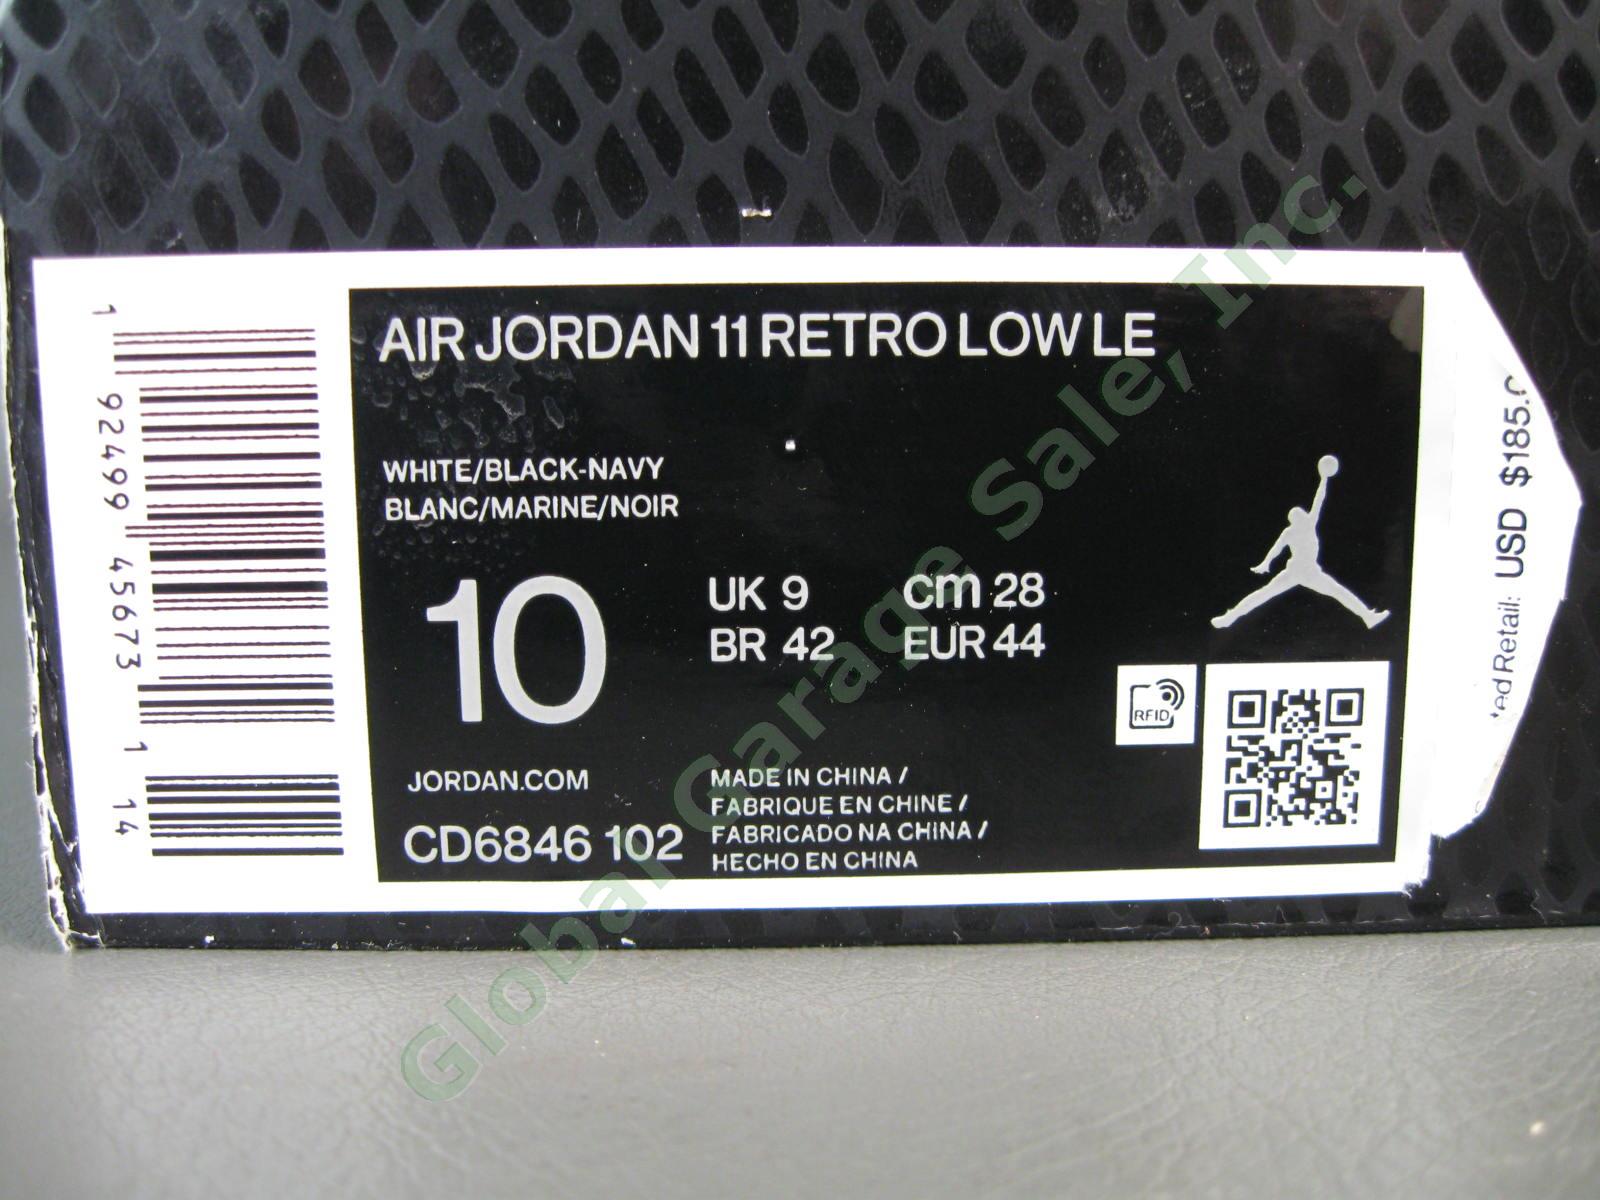 AIR JORDAN 11 RETRO LOW LE
WHITE/BLACK-NAVY
BLANC/MARINE/NOIR
10
UK 9 cm 28
BR 42 EUR 44
JORDAN.COM
CD6846 102
MADE IN CHINA /
FABRIQUE EN CHINE /
FABRICADO NA CHINA /
HECHO EN CHINA
RFID
1 92499 45673 1 14
Retail: USD $185.0
Global Garage Sale, Inc.